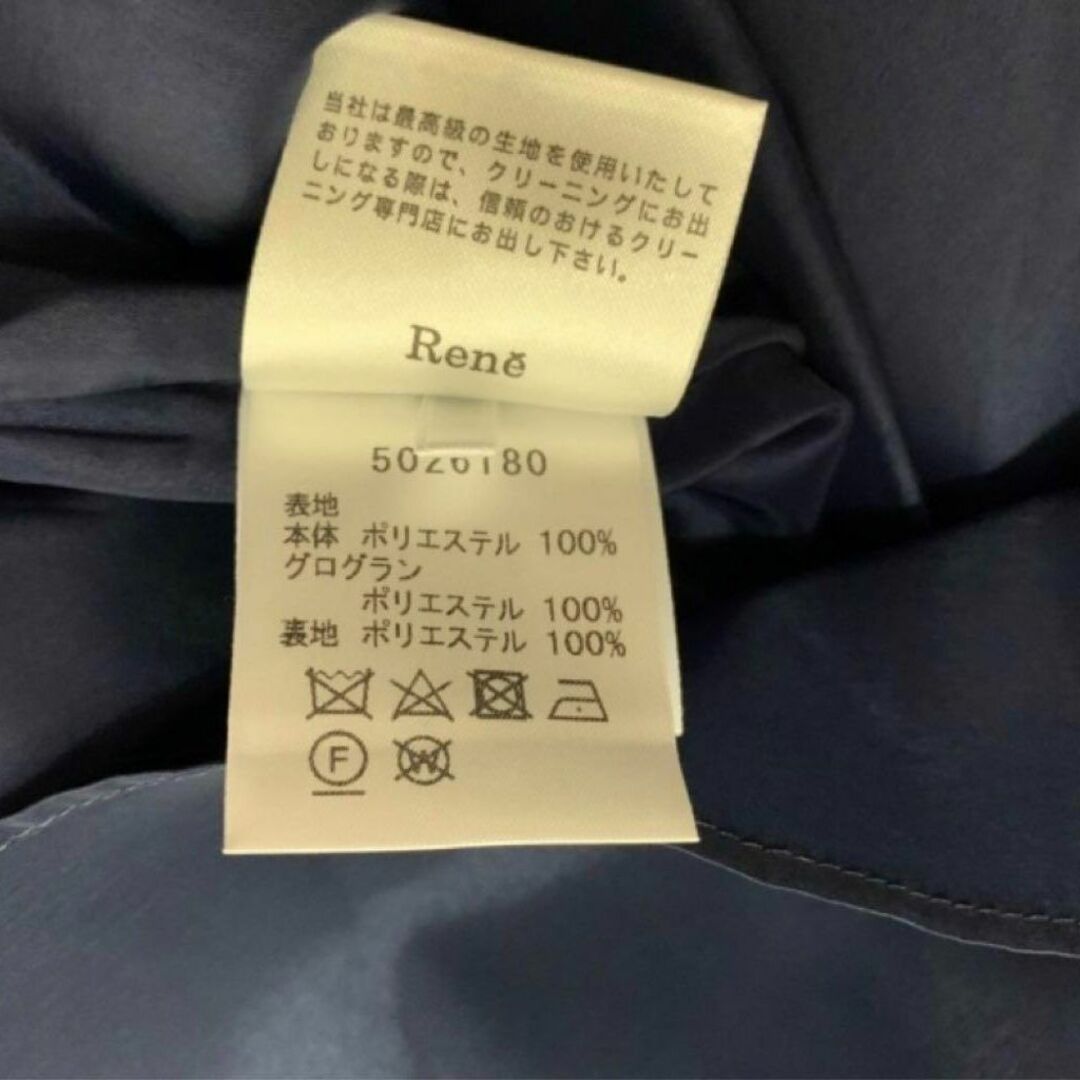 当社は最高級の生地を使用いたして
おりますので、クリーニングにお出
しになる際は、信頼のおけるクリー
ニング専門店にお出し下さい。
René
5026180
表地
本体 ポリエステル 100%
グログラン
ポリエステル 100%
裏地 ポリエステル 100%
F
W